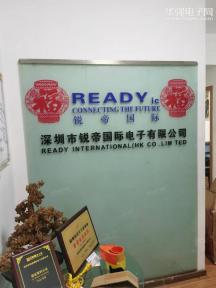 华强电子网
福
福
READY ic
CONNECTING THE FUTURE
锐帝国际
深圳市锐帝国际电子有限公司
READY INTERNATIONAL(HK CO.,LIM TED